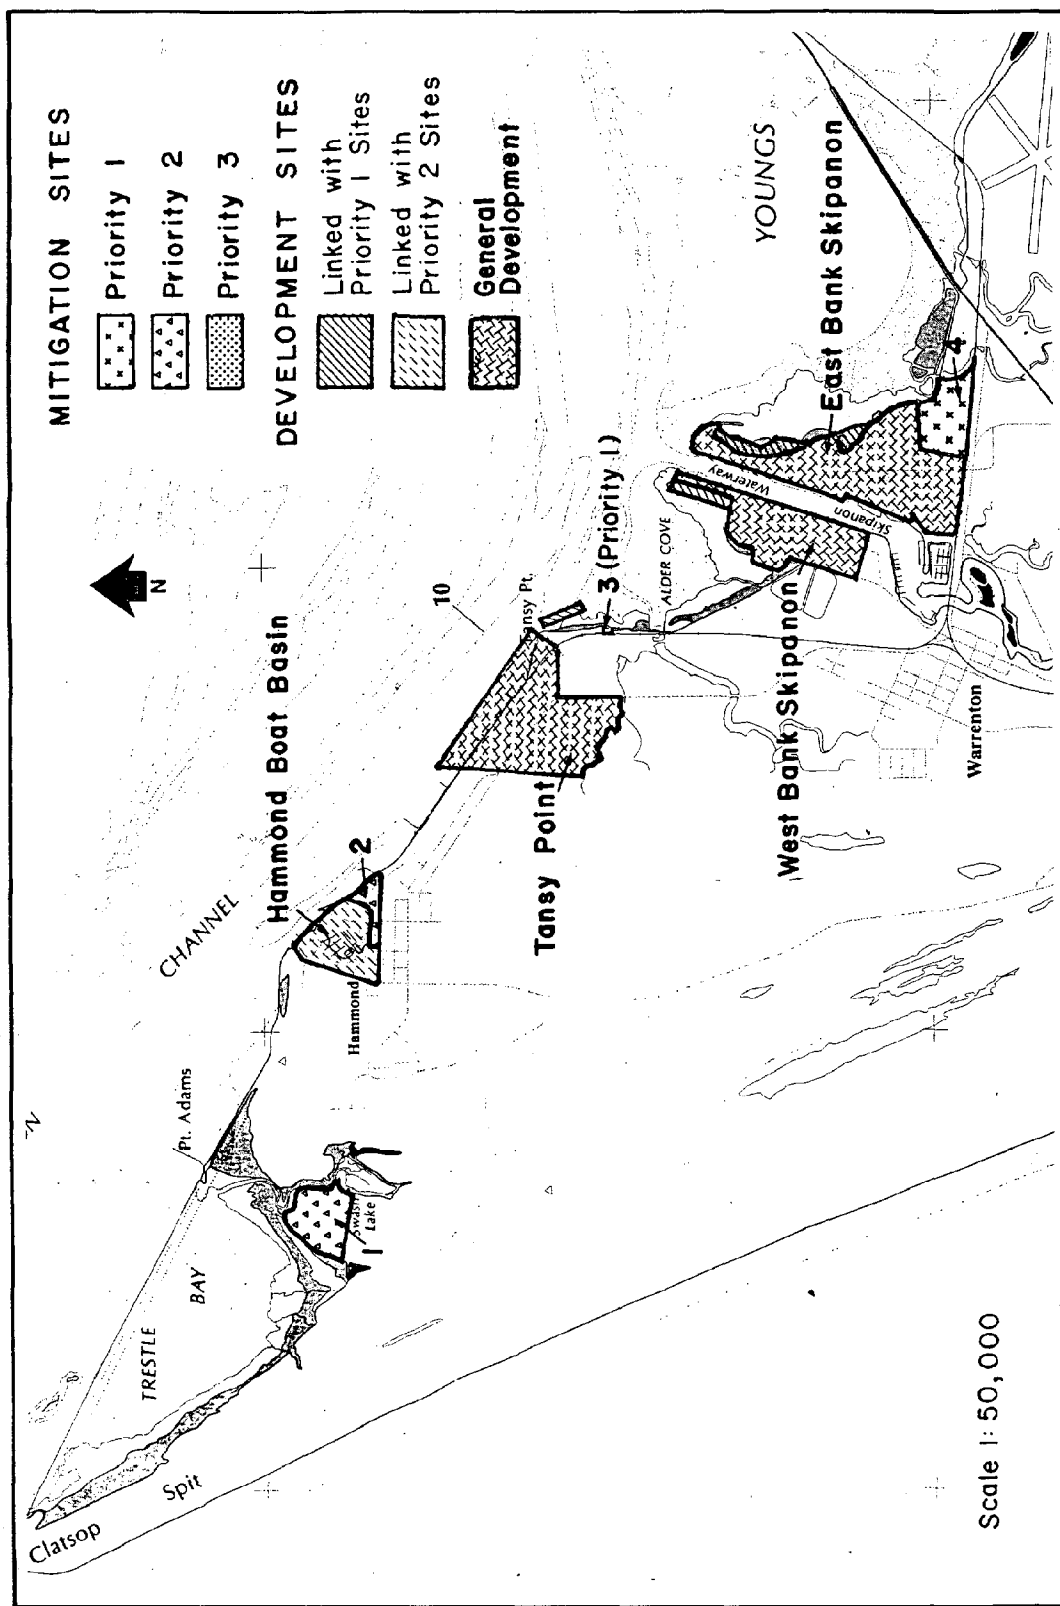 MITIGATION SITES
Priority 1
Priority 2
Priority 3
DEVELOPMENT SITES
Linked with
Priority 1 Sites
Linked with
Priority 2 Sites
General
Development
N
CHANNEL
Hammond Boat Basin
2
Hammond
Pt. Adams
TRESTLE
BAY
Swash
Lake
1
Clatsop
Spit
10
Tansy Pt.
Tansy Point
3 (Priority 1)
ALDER COVE
YOUNGS
East Bank Skipanon
4
Skipanon
Waterway
West Bank Skipanon
Warrenton
Scale 1:50,000